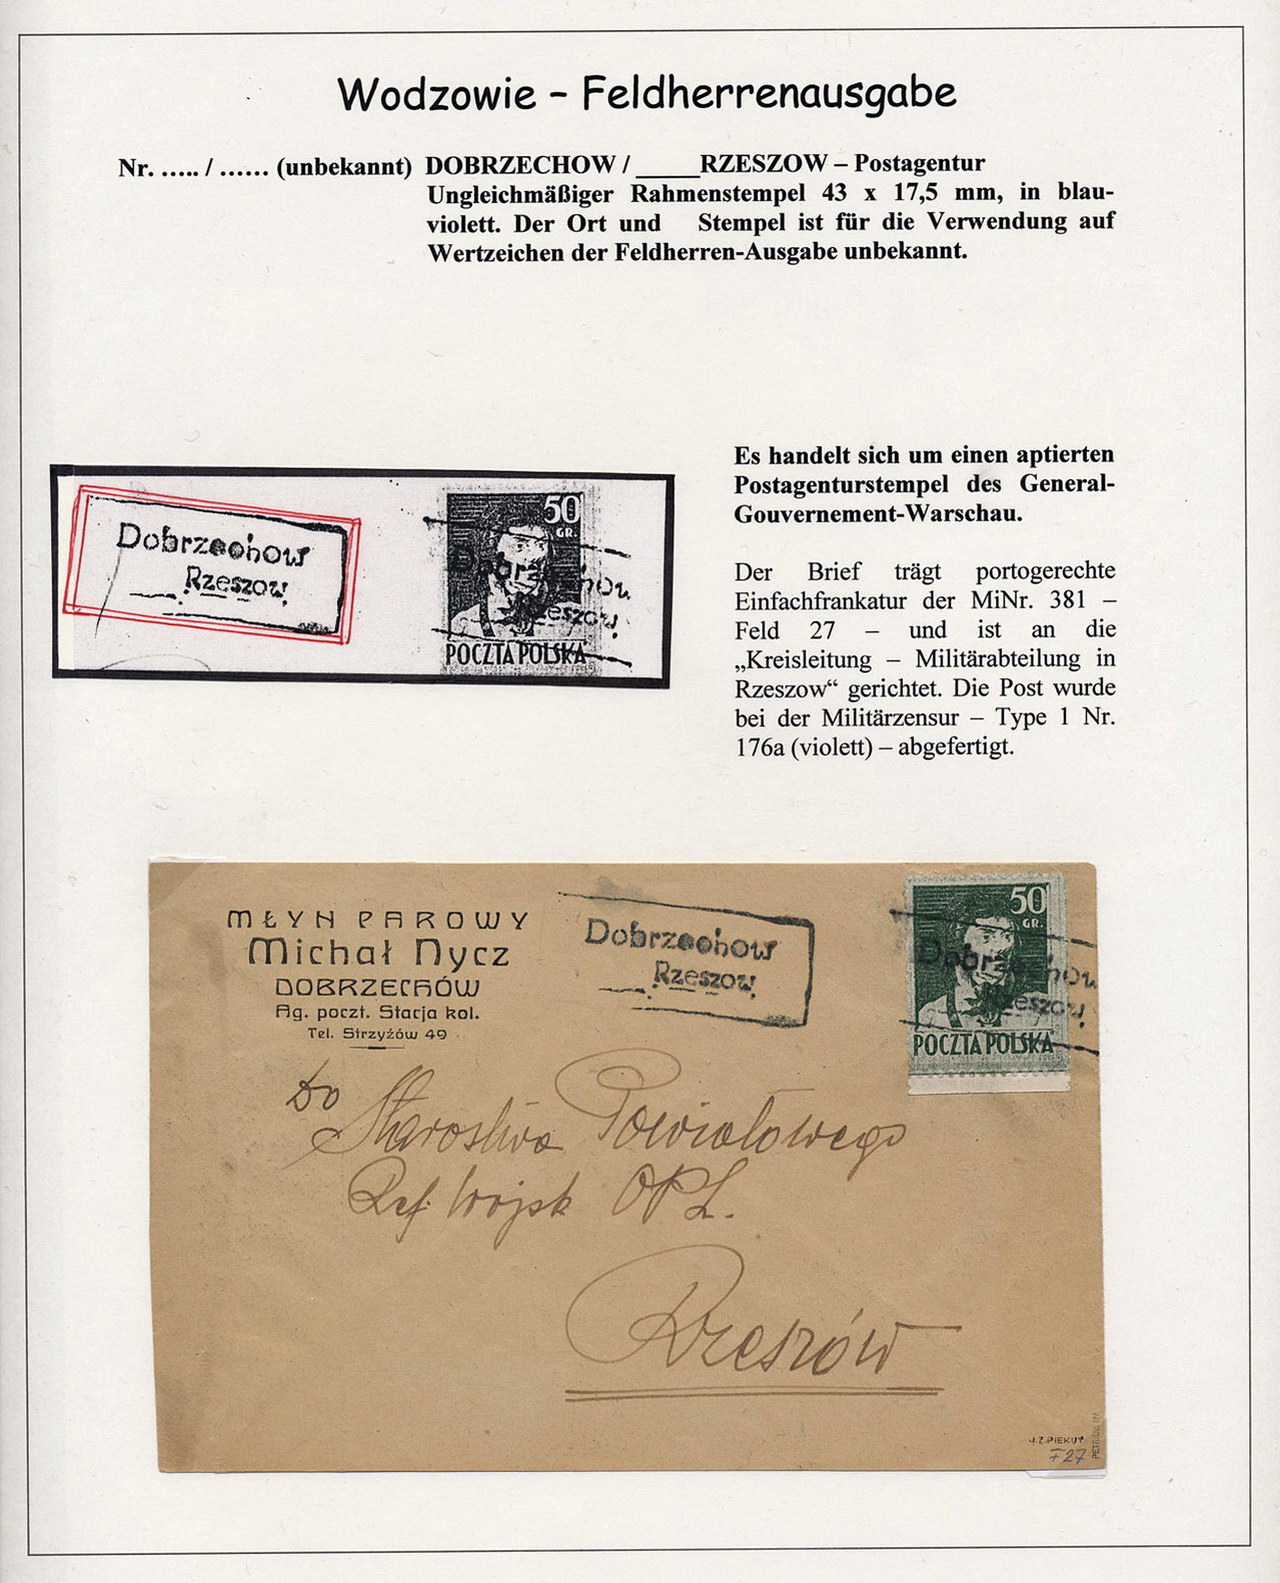 Wodzowie – Feldherrenausgabe
Nr. ..... / ...... (unbekannt) DOBRZECHOW / _____RZESZOW – Postagentur
Ungleichmäßiger Rahmenstempel 43 x 17,5 mm, in blau-
violett. Der Ort und Stempel ist für die Verwendung auf
Wertzeichen der Feldherren-Ausgabe unbekannt.
Dobrzechow
Rzeszow
50
GR.
Dobrzechow
Rzeszow
POCZTA POLSKA
Es handelt sich um einen aptierten
Postagenturstempel des General-
Gouvernement-Warschau.
Der Brief trägt portogerechte
Einfachfrankatur der MiNr. 381 –
Feld 27 – und ist an die
„Kreisleitung – Militärabteilung in
Rzeszow“ gerichtet. Die Post wurde
bei der Militärzensur – Type 1 Nr.
176a (violett) – abgefertigt.
MŁYN PAROWY
Michał Nycz
DOBRZECHÓW
Ag. poczt. Stacja kol.
Tel. Strzyżów 49
Dobrzechow
Rzeszow
50
GR.
Dobrzechow
Rzeszow
POCZTA POLSKA
Do Starostwa Powiatowego
Ref. Wojsk OPL.
Rzeszów
J.Z.PIEKUT
F27